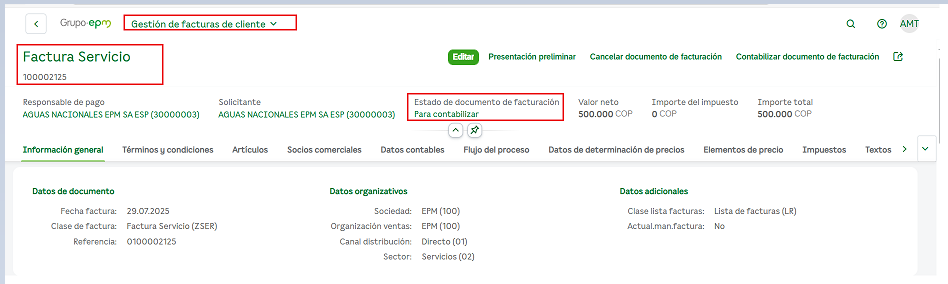 Grupo·epm Gestión de facturas de cliente AMT
Factura Servicio
100002125
Editar Presentación preliminar Cancelar documento de facturación Contabilizar documento de facturación
Responsable de pago Solicitante Estado de documento de facturación Valor neto Importe del impuesto Importe total
AGUAS NACIONALES EPM SA ESP (30000003) AGUAS NACIONALES EPM SA ESP (30000003) Para contabilizar 500.000 COP 0 COP 500.000 COP
Información general Términos y condiciones Artículos Socios comerciales Datos contables Flujo del proceso Datos de determinación de precios Elementos de precio Impuestos Textos
Datos de documento Datos organizativos Datos adicionales
Fecha factura: 29.07.2025 Sociedad: EPM (100) Clase lista facturas: Lista de facturas (LR)
Clase de factura: Factura Servicio (ZSER) Organización ventas: EPM (100) Actual.man.factura: No
Referencia: 0100002125 Canal distribución: Directo (01)
Sector: Servicios (02)